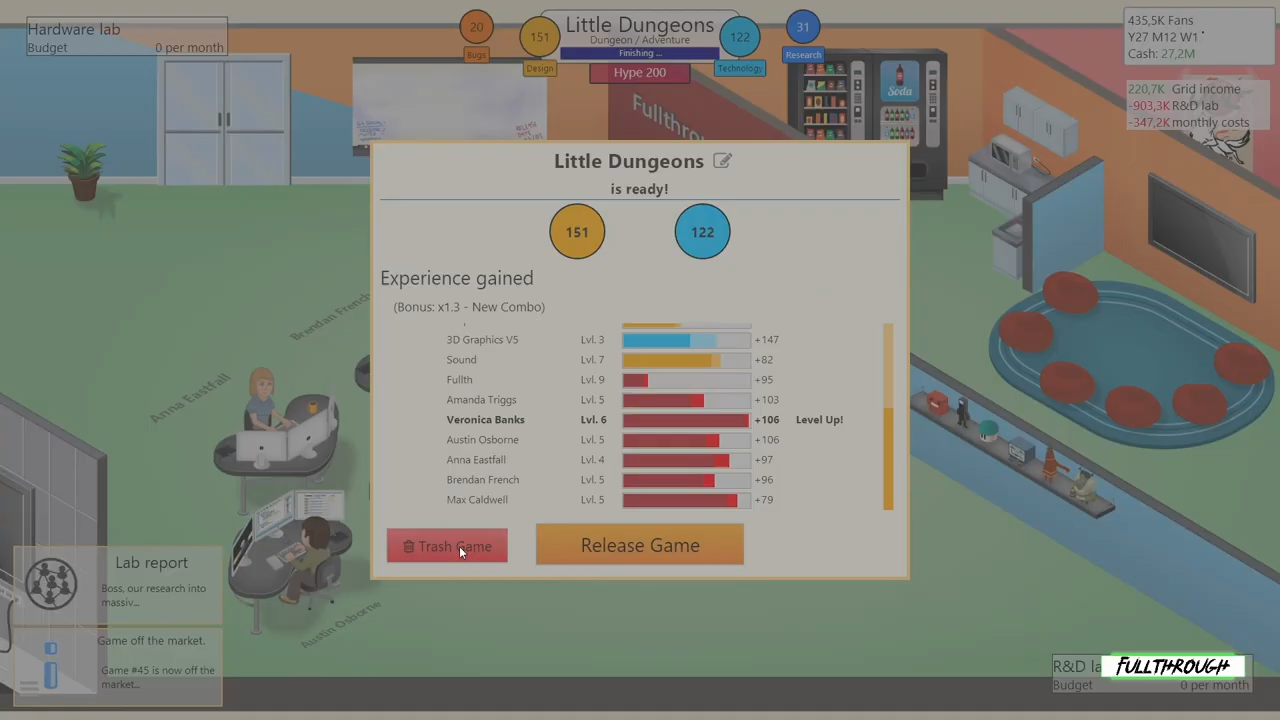 Hardware lab
Budget 0 per month
20
Bugs
151
Design
Little Dungeons
Dungeon / Adventure
Finishing ...
Hype 200
122
Technology
31
Research
435,5K Fans
Y27 M12 W1
Cash: 27,2M
220,7K Grid income
-903,3K R&D lab
-347,2K monthly costs
Soda
Fullthro
Little Dungeons
is ready!
151
122
Experience gained
(Bonus: x1.3 - New Combo)
3D Graphics V5 Lvl. 3 +147
Sound Lvl. 7 +82
Fullth Lvl. 9 +95
Amanda Triggs Lvl. 5 +103
Veronica Banks Lvl. 6 +106 Level Up!
Austin Osborne Lvl. 5 +106
Anna Eastfall Lvl. 4 +97
Brendan French Lvl. 5 +96
Max Caldwell Lvl. 5 +79
Trash Game
Release Game
Brendan French
Anna Eastfall
Austin Osborne
Lab report
Boss, our research into
massiv...
Game off the market.
Game #45 is now off the
market...
R&D la
FULLTHROUGH
Budget 0 per month